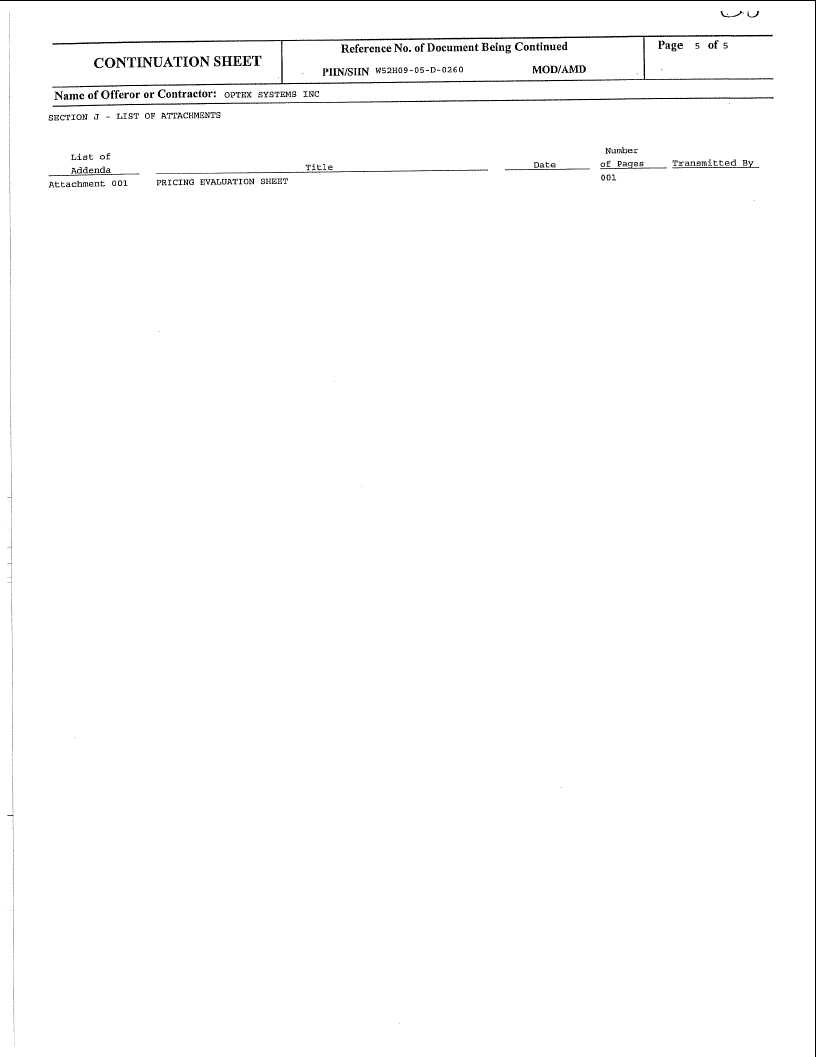 CONTINUATION SHEET
Reference No. of Document Being Continued
PIIN/SIIN W52H09-05-D-0260 MOD/AMD
Page 5 of 5
Name of Offeror or Contractor: OPTEX SYSTEMS INC
SECTION J - LIST OF ATTACHMENTS
List of Number
Addenda Title Date of Pages Transmitted By
Attachment 001 PRICING EVALUATION SHEET 001